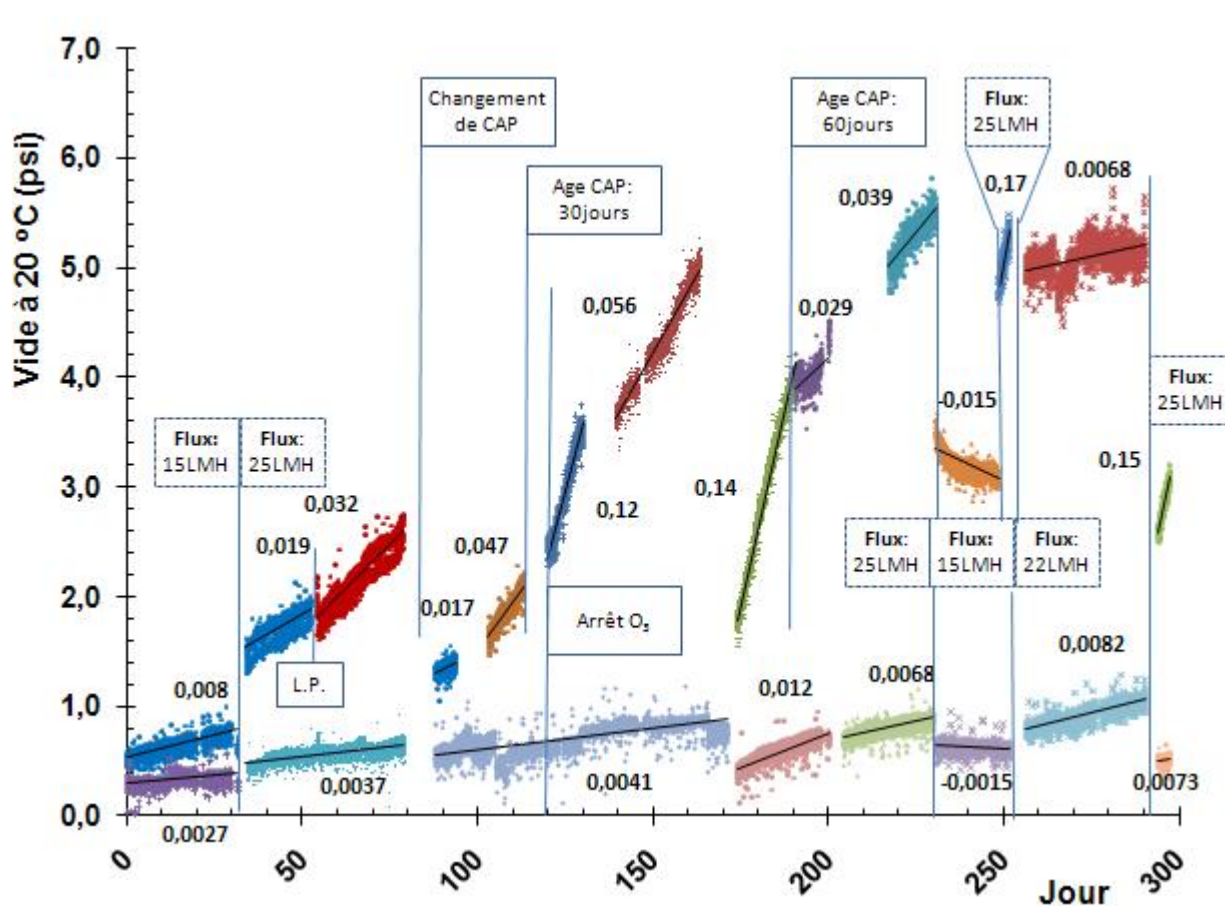 7,0
6,0
5,0
4,0
3,0
2,0
1,0
0,0
Vide à 20 ºC (psi)
0
50
100
150
200
250
300
Jour
Changement
de CAP
Age CAP:
60jours
Flux:
25LMH
Age CAP:
30jours
0,17
0.0068
0,039
0,056
0,029
Flux:
25LMH
-0,015
Flux:
15LMH
Flux:
25LMH
0,032
0,15
0,14
0,12
0,019
0,047
Flux:
25LMH
Flux:
15LMH
Flux:
22LMH
0,017
Arrêt O₃
L.P.
0,008
0,012
0,0068
0,0082
0,0037
0,0041
-0,0015
0,0073
0,0027